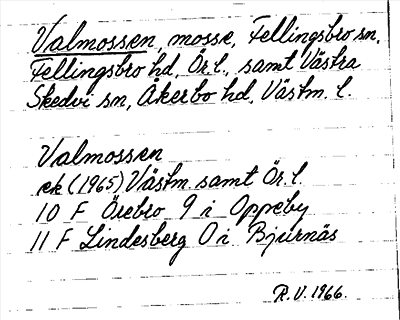 Valmossen, mosse, Fellingsbro sn,
Fellingsbro hd, Ör. l., samt Västra
Skedvi sn, Åkerbo hd, Västm. l.
Valmossen
ek (1965) Västm. samt Ör. l.
10 F Örebro 9 i Oppeby
11 F Lindesberg 0 i Bjurnäs
R.V. 1966.